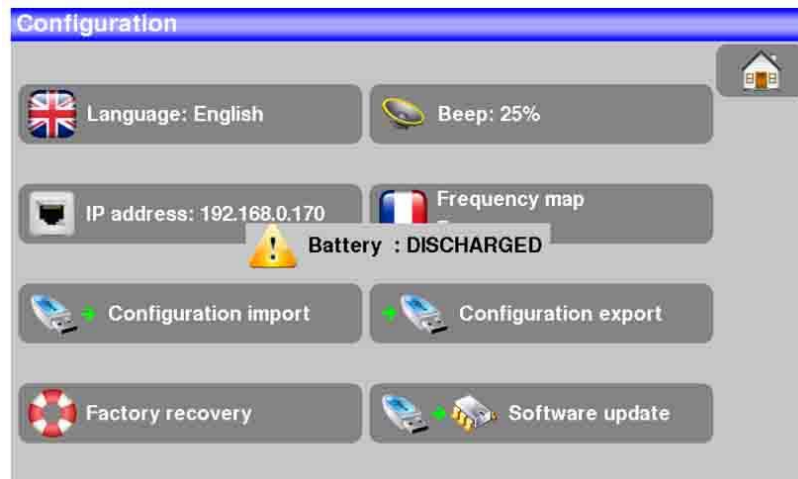 Configuration
Language: English
Beep: 25%
IP address: 192.168.0.170
Frequency map
Battery : DISCHARGED
Configuration import
Configuration export
Factory recovery
Software update